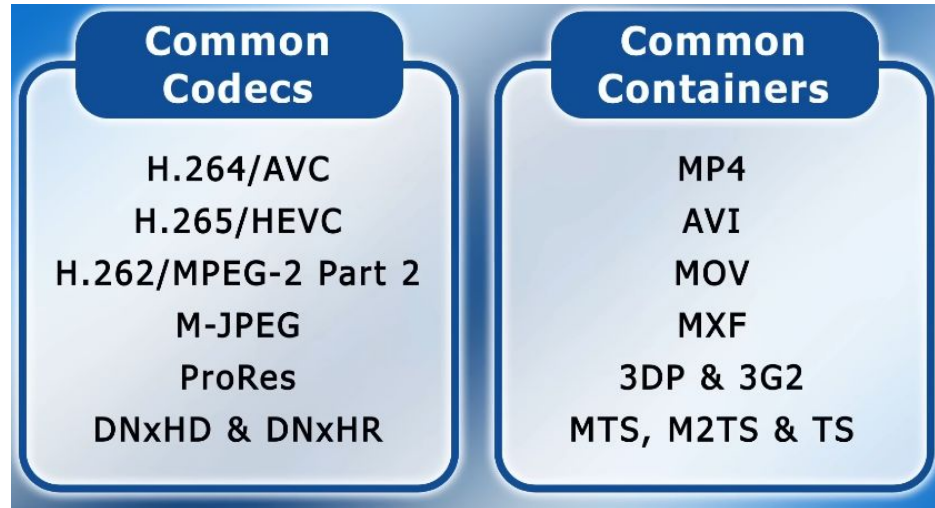 Common
Codecs
H.264/AVC
H.265/HEVC
H.262/MPEG-2 Part 2
M-JPEG
ProRes
DNxHD & DNxHR
Common
Containers
MP4
AVI
MOV
MXF
3DP & 3G2
MTS, M2TS & TS